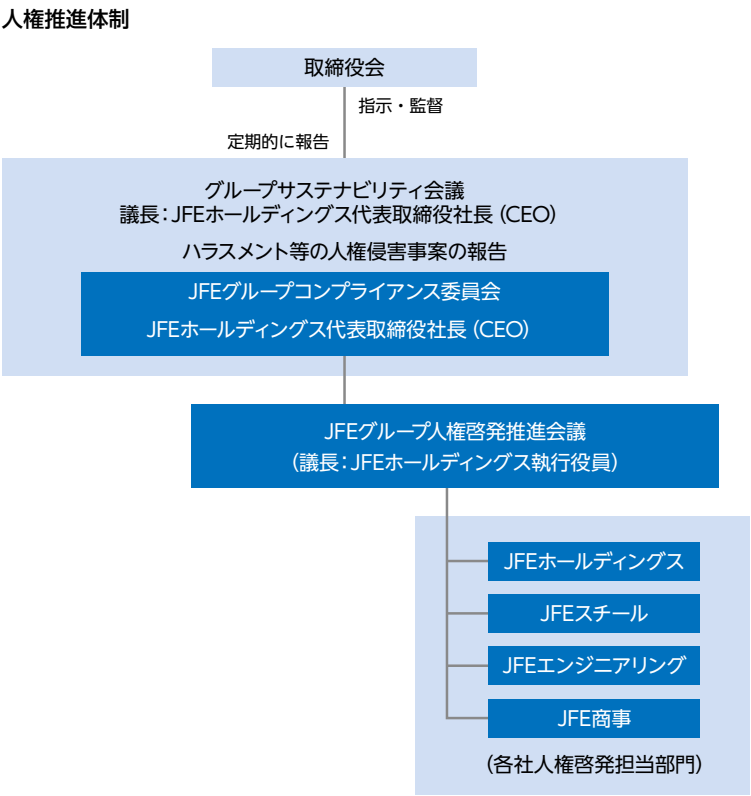 人権推進体制
取締役会
指示・監督
定期的に報告
グループサステナビリティ会議
議長：JFEホールディングス代表取締役社長（CEO）
ハラスメント等の人権侵害事案の報告
JFEグループコンプライアンス委員会
JFEホールディングス代表取締役社長（CEO）
JFEグループ人権啓発推進会議
（議長：JFEホールディングス執行役員）
JFEホールディングス
JFEスチール
JFEエンジニアリング
JFE商事
（各社人権啓発担当部門）